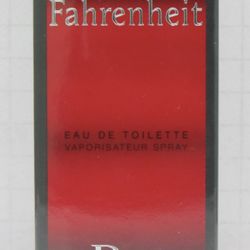 Fahrenheit
EAU DE TOILETTE
VAPORISATEUR SPRAY